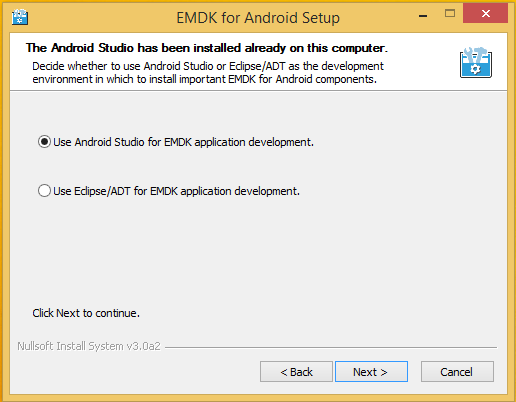 EMDK for Android Setup
The Android Studio has been installed already on this computer.
Decide whether to use Android Studio or Eclipse/ADT as the development
environment in which to install important EMDK for Android components.
Use Android Studio for EMDK application development.
Use Eclipse/ADT for EMDK application development.
Click Next to continue.
Nullsoft Install System v3.0a2
< Back
Next >
Cancel